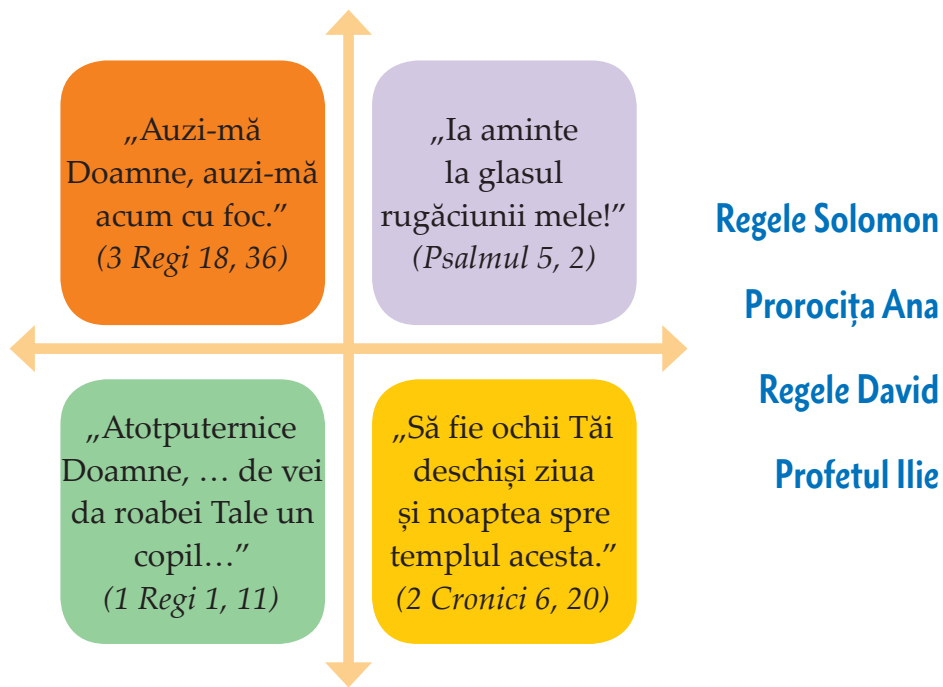 „Auzi-mă
Doamne, auzi-mă
acum cu foc.”
(3 Regi 18, 36)
„Ia aminte
la glasul
rugăciunii mele!”
(Psalmul 5, 2)
„Atotputernice
Doamne, … de vei
da roabei Tale un
copil…”
(1 Regi 1, 11)
„Să fie ochii Tăi
deschiși ziua
și noaptea spre
templul acesta.”
(2 Cronici 6, 20)
Regele Solomon
Prorocița Ana
Regele David
Profetul Ilie